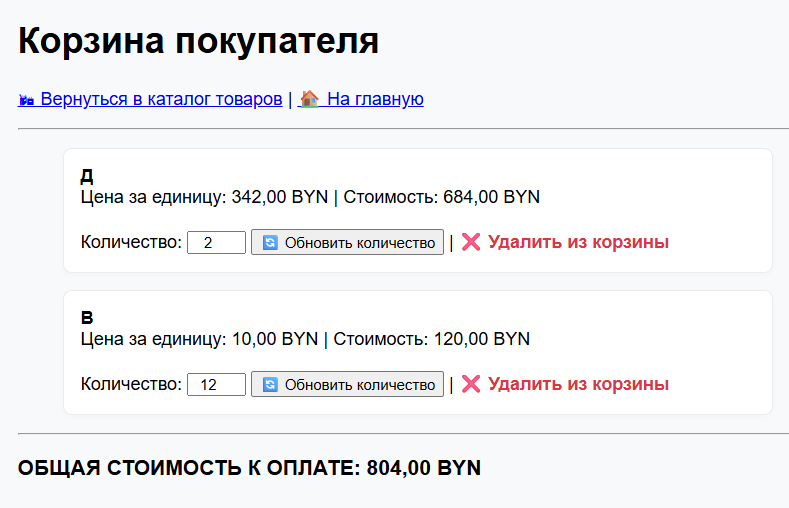 Корзина покупателя
Вернуться в каталог товаров | 🏠 На главную
Д
Цена за единицу: 342,00 BYN | Стоимость: 684,00 BYN
Количество: 2 🔄 Обновить количество | ❌ Удалить из корзины
В
Цена за единицу: 10,00 BYN | Стоимость: 120,00 BYN
Количество: 12 🔄 Обновить количество | ❌ Удалить из корзины
ОБЩАЯ СТОИМОСТЬ К ОПЛАТЕ: 804,00 BYN